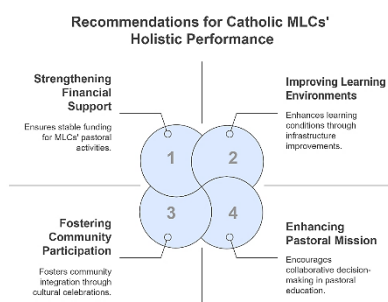 Recommendations for Catholic MLCs'
Holistic Performance
Strengthening
Financial
Support
Ensures stable funding
for MLCs' pastoral
activities.
Improving Learning
Environments
Enhances learning
conditions through
infrastructure
improvements.
1
2
3
4
Fostering
Community
Participation
Fosters community
integration through
cultural celebrations.
Enhancing
Pastoral Mission
Encourages
collaborative decision-
making in pastoral
education.